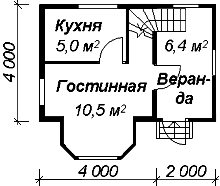 Кухня
5,0 м²
6,4 м²
Гостинная
10,5 м²
Веран-
да
4 000
4 000
2 000